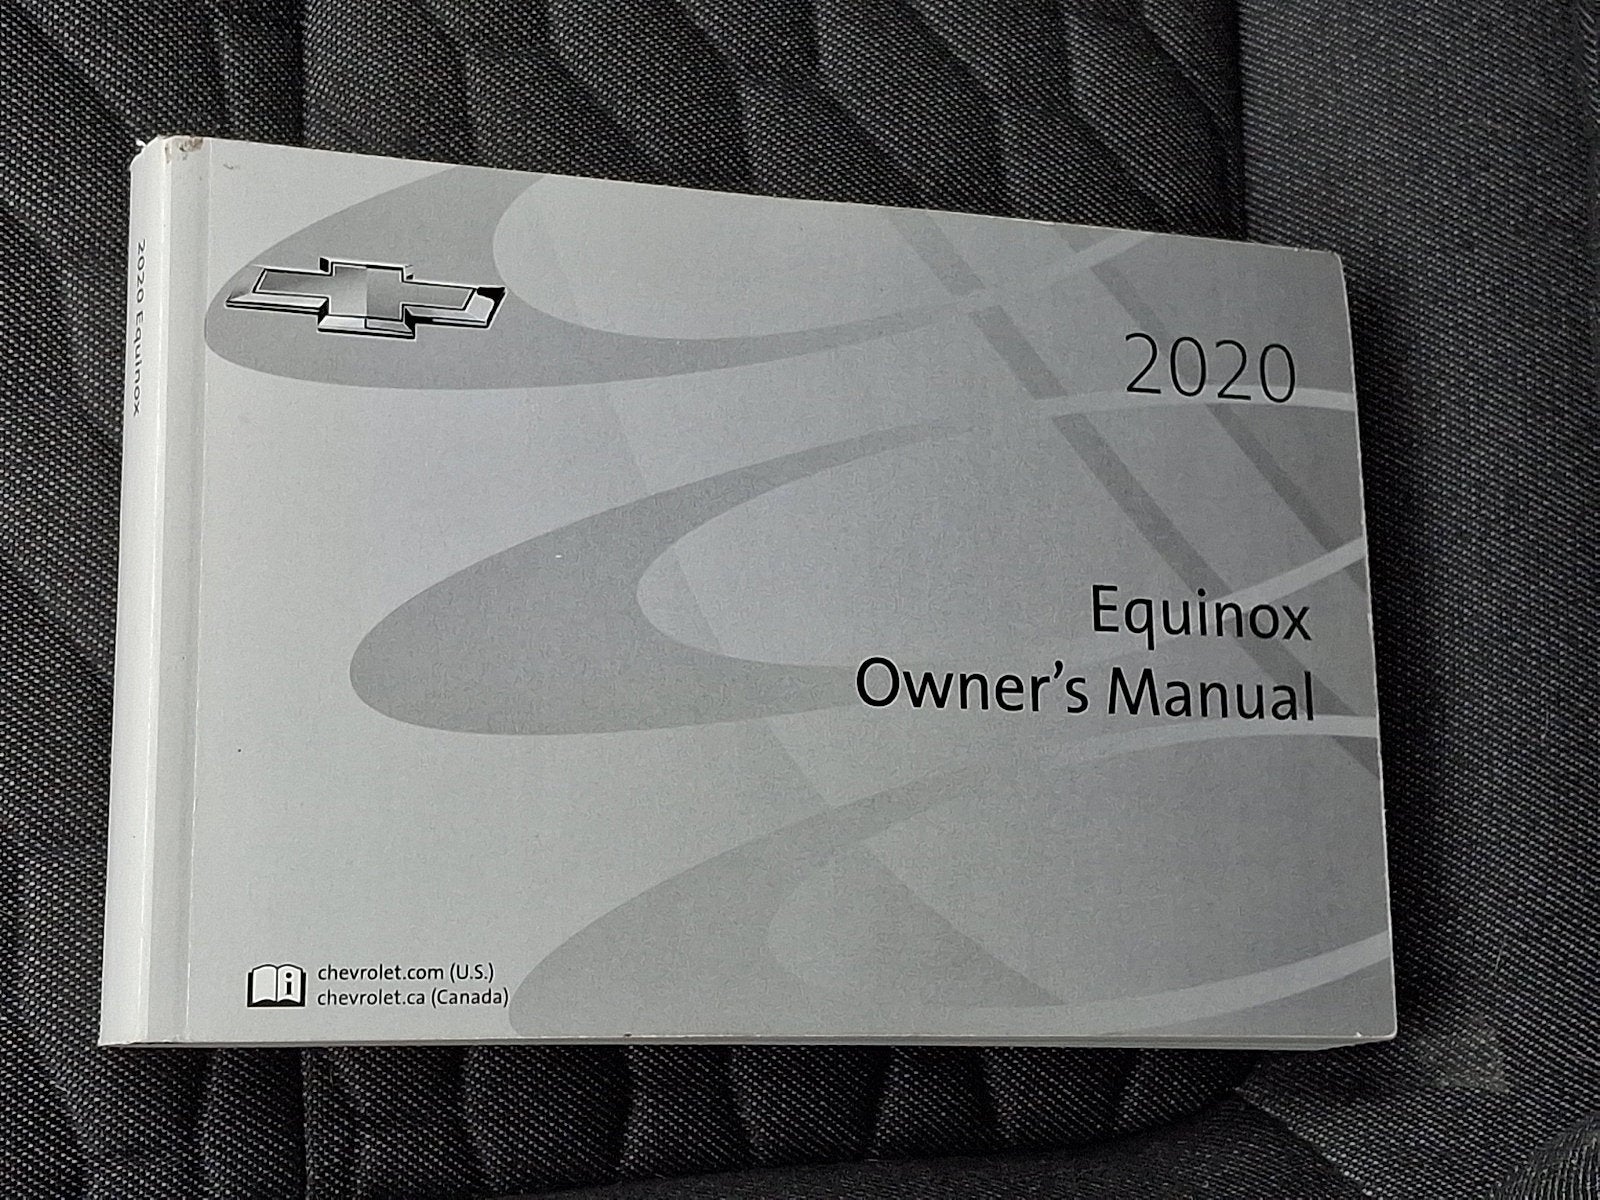 2020 Equinox
2020
Equinox
Owner's Manual
i
chevrolet.com (U.S.)
chevrolet.ca (Canada)